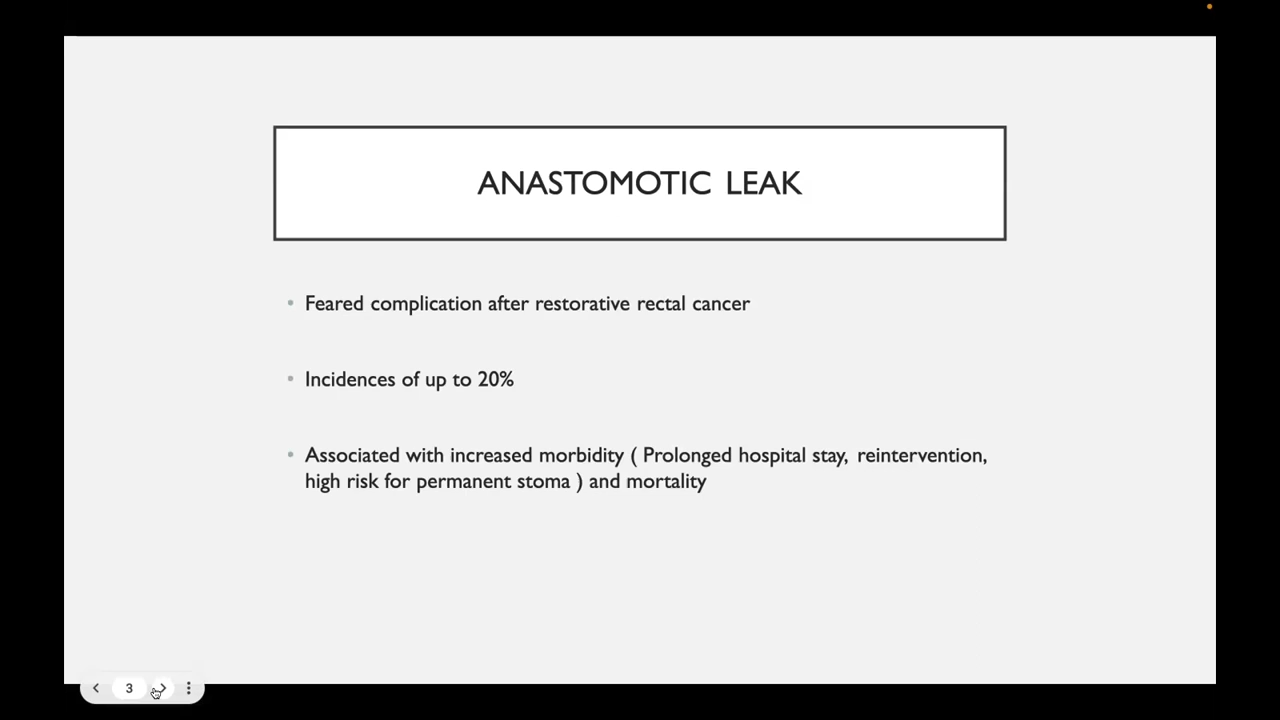 ANASTOMOTIC LEAK
• Feared complication after restorative rectal cancer
• Incidences of up to 20%
• Associated with increased morbidity ( Prolonged hospital stay, reintervention,
high risk for permanent stoma ) and mortality
3